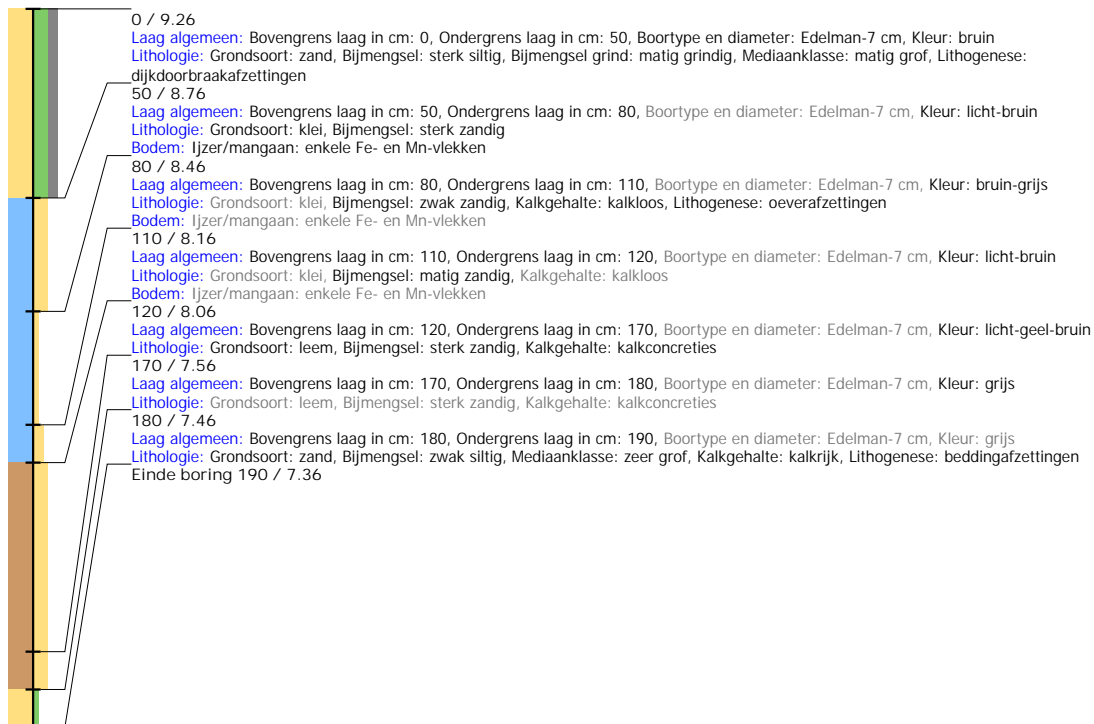 0 / 9.26
Laag algemeen: Bovengrens laag in cm: 0, Ondergrens laag in cm: 50, Boortype en diameter: Edelman-7 cm, Kleur: bruin
Lithologie: Grondsoort: zand, Bijmengsel: sterk siltig, Bijmengsel grind: matig grindig, Mediaanklasse: matig grof, Lithogenese:
dijkdoorbraakafzettingen
50 / 8.76
Laag algemeen: Bovengrens laag in cm: 50, Ondergrens laag in cm: 80, Boortype en diameter: Edelman-7 cm, Kleur: licht-bruin
Lithologie: Grondsoort: klei, Bijmengsel: sterk zandig
Bodem: Ijzer/mangaan: enkele Fe- en Mn-vlekken
80 / 8.46
Laag algemeen: Bovengrens laag in cm: 80, Ondergrens laag in cm: 110, Boortype en diameter: Edelman-7 cm, Kleur: bruin-grijs
Lithologie: Grondsoort: klei, Bijmengsel: zwak zandig, Kalkgehalte: kalkloos, Lithogenese: oeverafzettingen
Bodem: Ijzer/mangaan: enkele Fe- en Mn-vlekken
110 / 8.16
Laag algemeen: Bovengrens laag in cm: 110, Ondergrens laag in cm: 120, Boortype en diameter: Edelman-7 cm, Kleur: licht-bruin
Lithologie: Grondsoort: klei, Bijmengsel: matig zandig, Kalkgehalte: kalkloos
Bodem: Ijzer/mangaan: enkele Fe- en Mn-vlekken
120 / 8.06
Laag algemeen: Bovengrens laag in cm: 120, Ondergrens laag in cm: 170, Boortype en diameter: Edelman-7 cm, Kleur: licht-geel-bruin
Lithologie: Grondsoort: leem, Bijmengsel: sterk zandig, Kalkgehalte: kalkconcreties
170 / 7.56
Laag algemeen: Bovengrens laag in cm: 170, Ondergrens laag in cm: 180, Boortype en diameter: Edelman-7 cm, Kleur: grijs
Lithologie: Grondsoort: leem, Bijmengsel: sterk zandig, Kalkgehalte: kalkconcreties
180 / 7.46
Laag algemeen: Bovengrens laag in cm: 180, Ondergrens laag in cm: 190, Boortype en diameter: Edelman-7 cm, Kleur: grijs
Lithologie: Grondsoort: zand, Bijmengsel: zwak siltig, Mediaanklasse: zeer grof, Kalkgehalte: kalkrijk, Lithogenese: beddingafzettingen
Einde boring 190 / 7.36